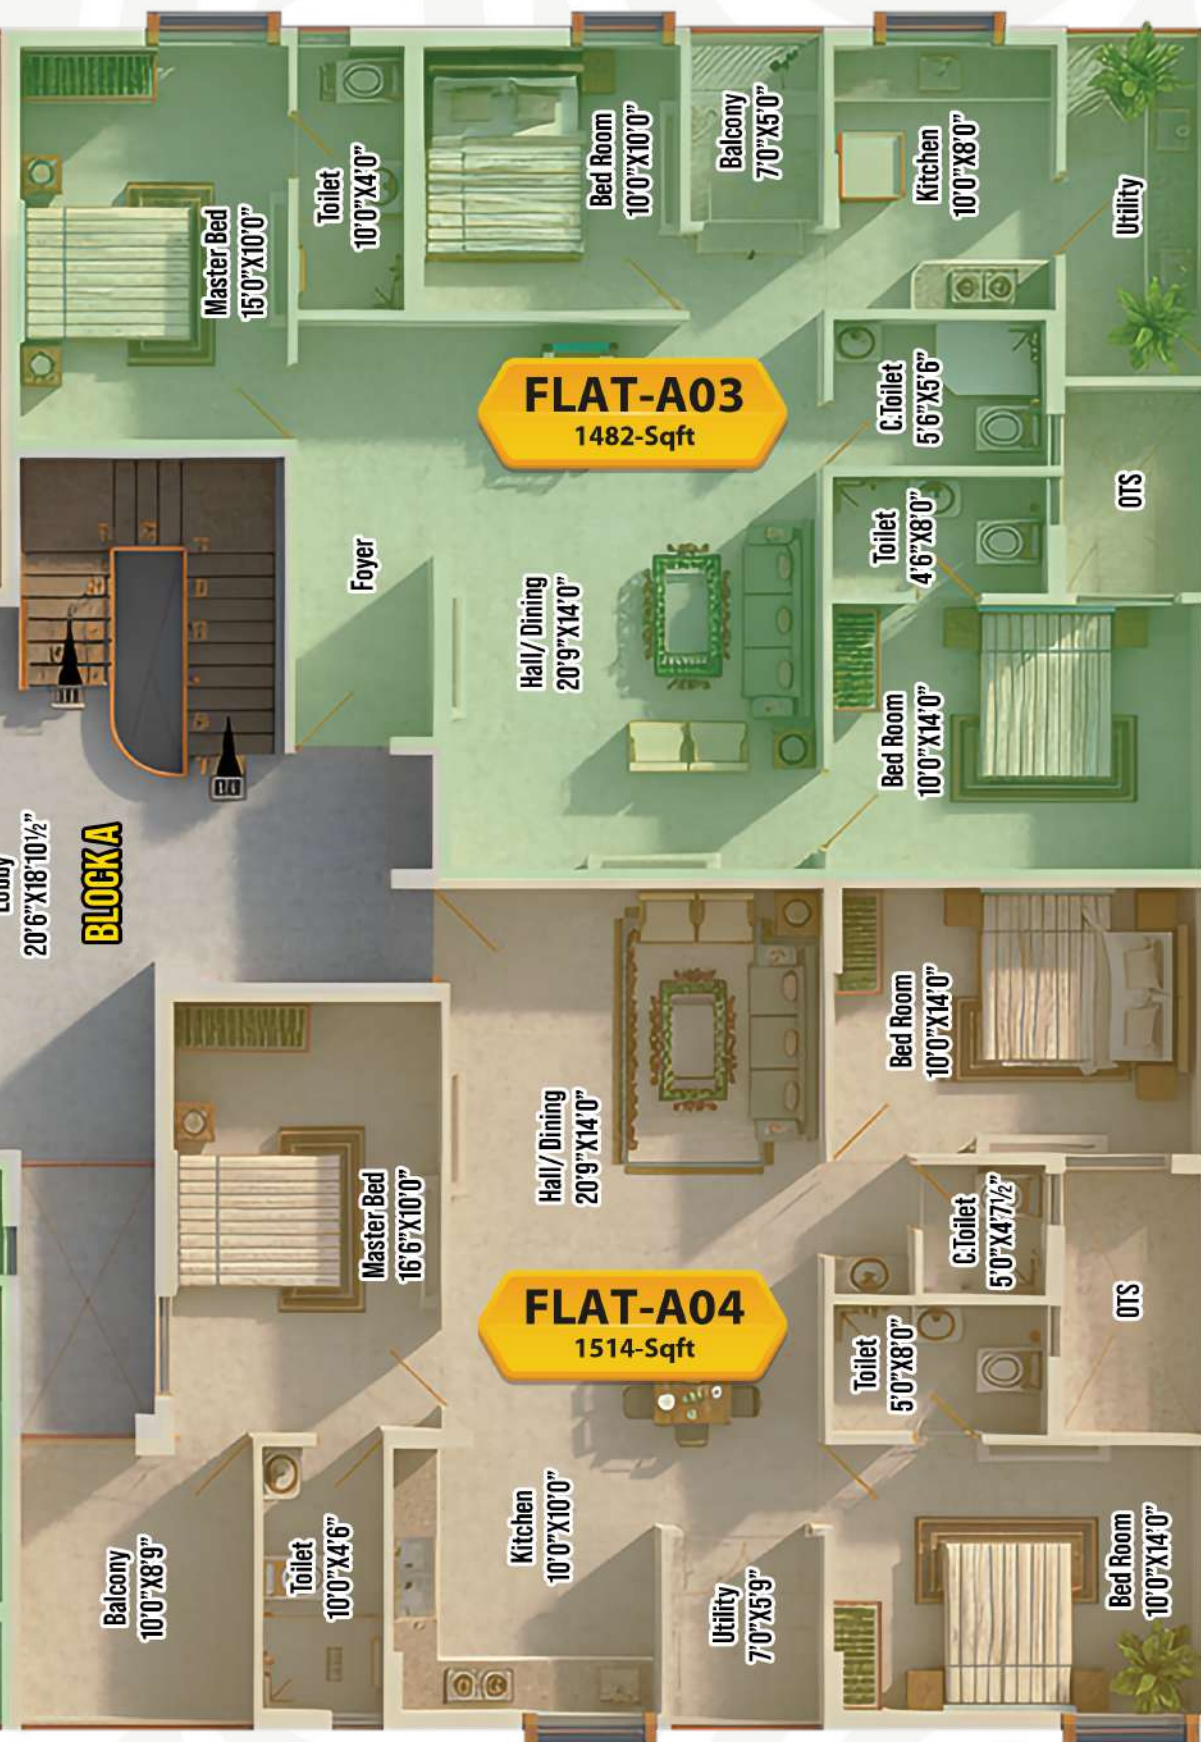 Master Bed
15'0"X10'0"
Toilet
10'0"X4'0"
Bed Room
10'0"X10'0"
Balcony
7'0"X5'0"
Kitchen
10'0"X8'0"
Utility
FLAT-A03
1482-Sqft
C.Toilet
5'6"X5'6"
Toilet
4'6"X8'0"
OTS
Foyer
Hall/ Dining
20'9"X14'0"
Bed Room
10'0"X14'0"
Lobby
20'6"X18'10½"
BLOCK A
Master Bed
16'6"X10'0"
Hall/ Dining
20'9"X14'0"
Bed Room
10'0"X14'0"
C.Toilet
5'0"X4'7½"
OTS
FLAT-A04
1514-Sqft
Toilet
5'0"X8'0"
Balcony
10'0"X8'9"
Toilet
10'0"X4'6"
Kitchen
10'0"X10'0"
Utility
7'0"X5'9"
Bed Room
10'0"X14'0"